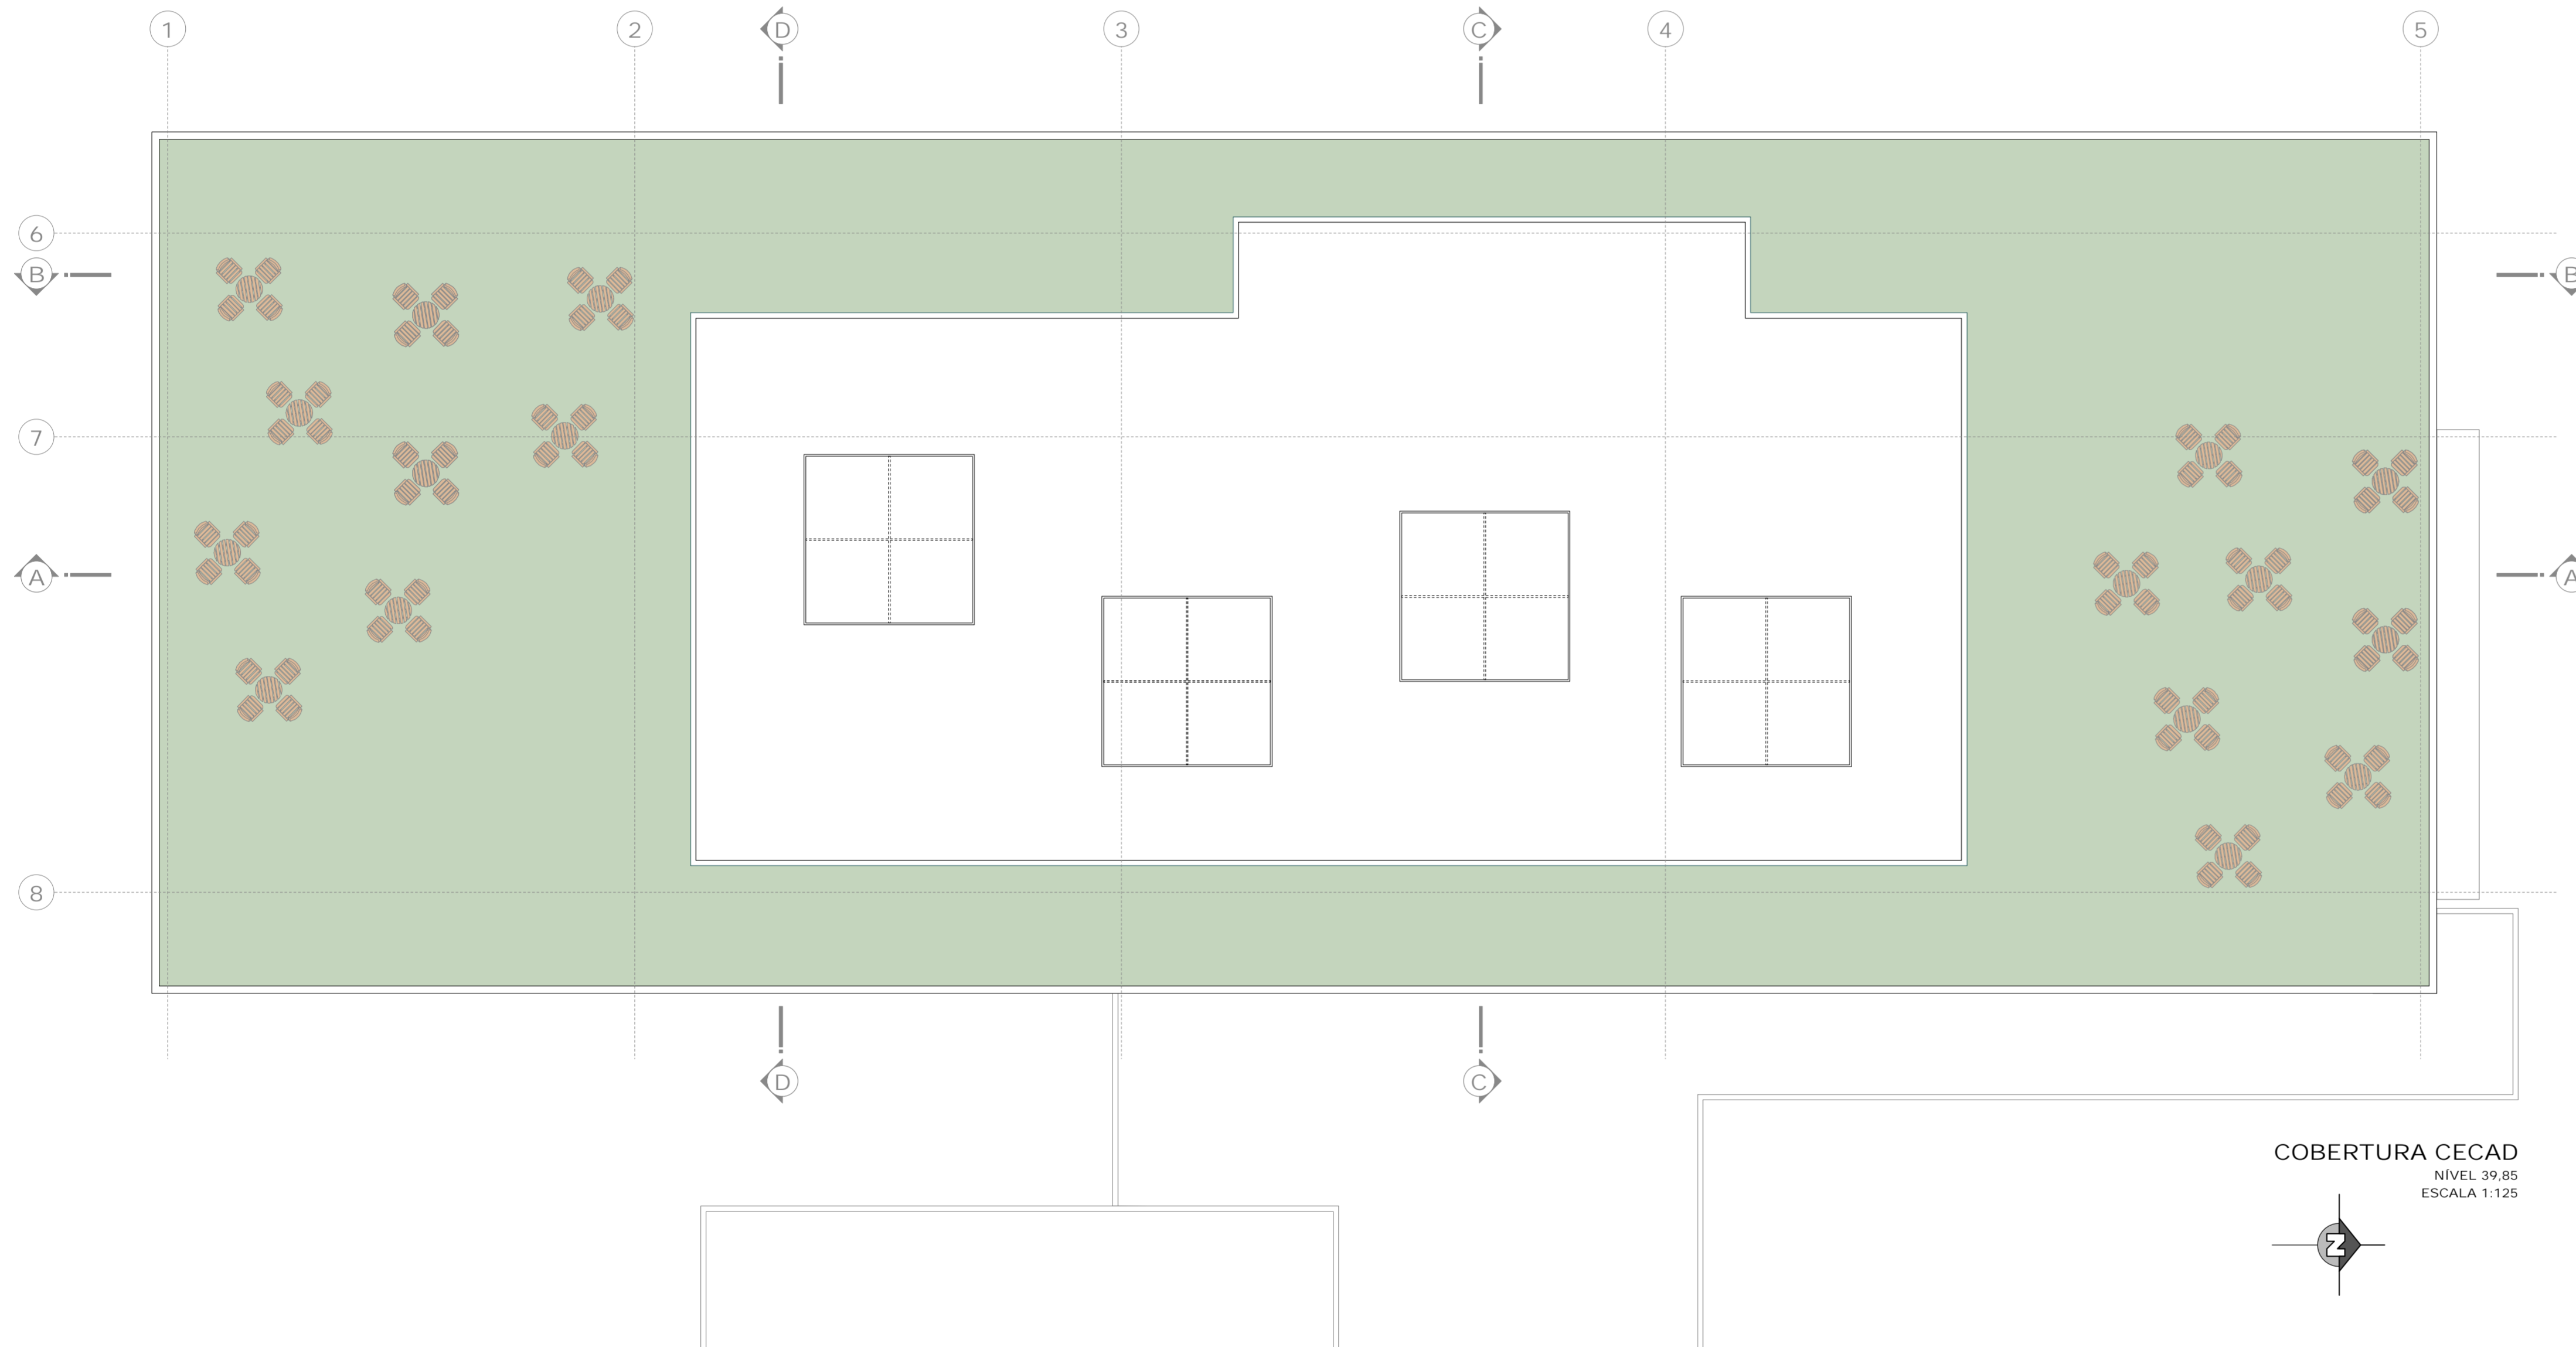 1 2 D 3 C 4 5
6
B B
7
A A
8
D C
COBERTURA CECAD
NÍVEL 39,85
ESCALA 1:125
N